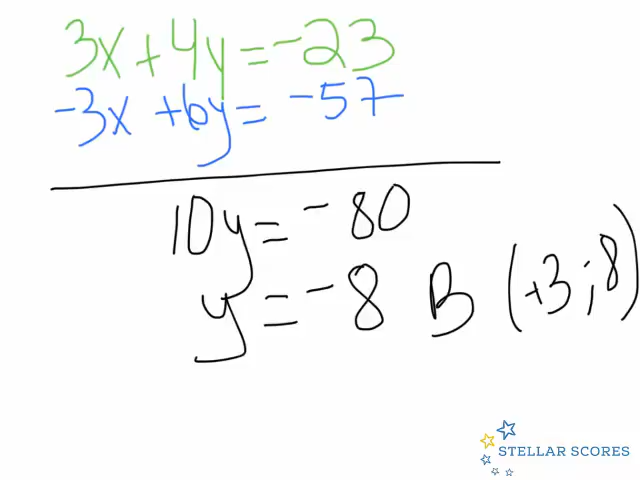 3x+4y=-23
-3x +6y= -57
10y= -80
y= -8 B (+3,-8)
STELLAR SCORES